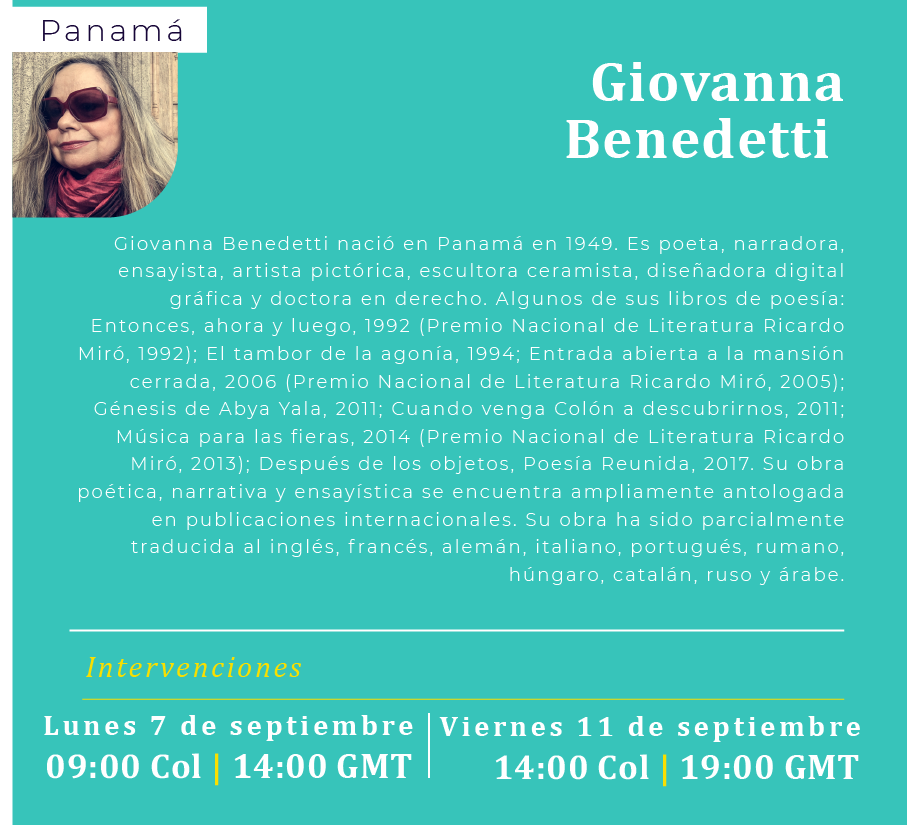 Panamá
Giovanna
Benedetti
Giovanna Benedetti nació en Panamá en 1949. Es poeta, narradora,
ensayista, artista pictórica, escultora ceramista, diseñadora digital
gráfica y doctora en derecho. Algunos de sus libros de poesía:
Entonces, ahora y luego, 1992 (Premio Nacional de Literatura Ricardo
Miró, 1992); El tambor de la agonía, 1994; Entrada abierta a la mansión
cerrada, 2006 (Premio Nacional de Literatura Ricardo Miró, 2005);
Génesis de Abya Yala, 2011; Cuando venga Colón a descubrirnos, 2011;
Música para las fieras, 2014 (Premio Nacional de Literatura Ricardo
Miró, 2013); Después de los objetos, Poesía Reunida, 2017. Su obra
poética, narrativa y ensayística se encuentra ampliamente antologada
en publicaciones internacionales. Su obra ha sido parcialmente
traducida al inglés, francés, alemán, italiano, portugués, rumano,
húngaro, catalán, ruso y árabe.
Intervenciones
Lunes 7 de septiembre
09:00 Col | 14:00 GMT
Viernes 11 de septiembre
14:00 Col | 19:00 GMT